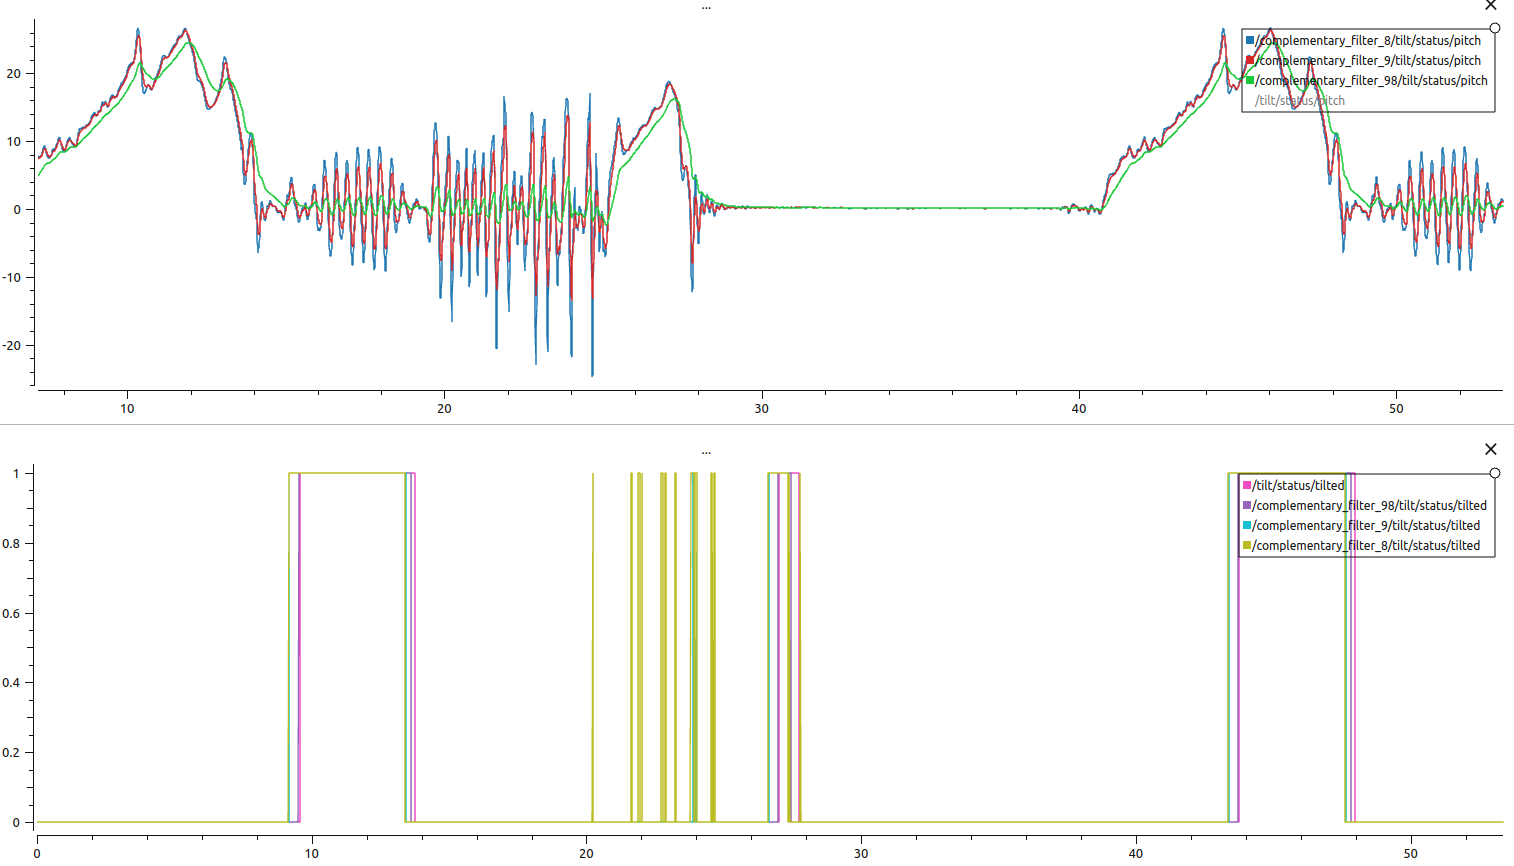 ...
/complementary_filter_8/tilt/status/pitch
/complementary_filter_9/tilt/status/pitch
/complementary_filter_98/tilt/status/pitch
/tilt/status/pitch
20
10
0
-10
-20
10 20 30 40 50
...
/tilt/status/tilted
/complementary_filter_98/tilt/status/tilted
/complementary_filter_9/tilt/status/tilted
/complementary_filter_8/tilt/status/tilted
1
0.8
0.6
0.4
0.2
0
0 10 20 30 40 50